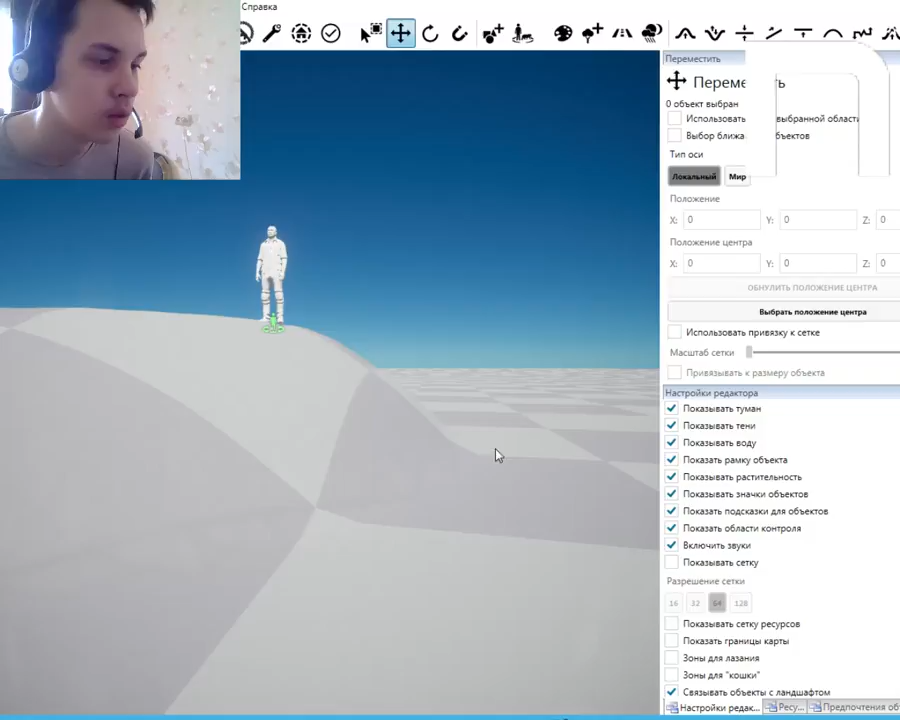 Справка
Переместить
Переме ть
0 объект выбран
Использовать выбранной области
Выбор ближа бъектов
Тип оси
Локальный Мир
Положение
X: 0 Y: 0 Z: 0
Положение центра
X: 0 Y: 0 Z: 0
ОБНУЛИТЬ ПОЛОЖЕНИЕ ЦЕНТРА
Выбрать положение центра
Использовать привязку к сетке
Масштаб сетки
Привязывать к размеру объекта
Настройки редактора
Показывать туман
Показывать тени
Показывать воду
Показать рамку объекта
Показывать растительность
Показывать значки объектов
Показать подсказки для объектов
Показать области контроля
Включить звуки
Показывать сетку
Разрешение сетки
16 32 64 128
Показывать сетку ресурсов
Показать границы карты
Зоны для лазания
Зоны для "кошки"
Связывать объекты с ландшафтом
Настройки редак... Ресу... Предпочтения об